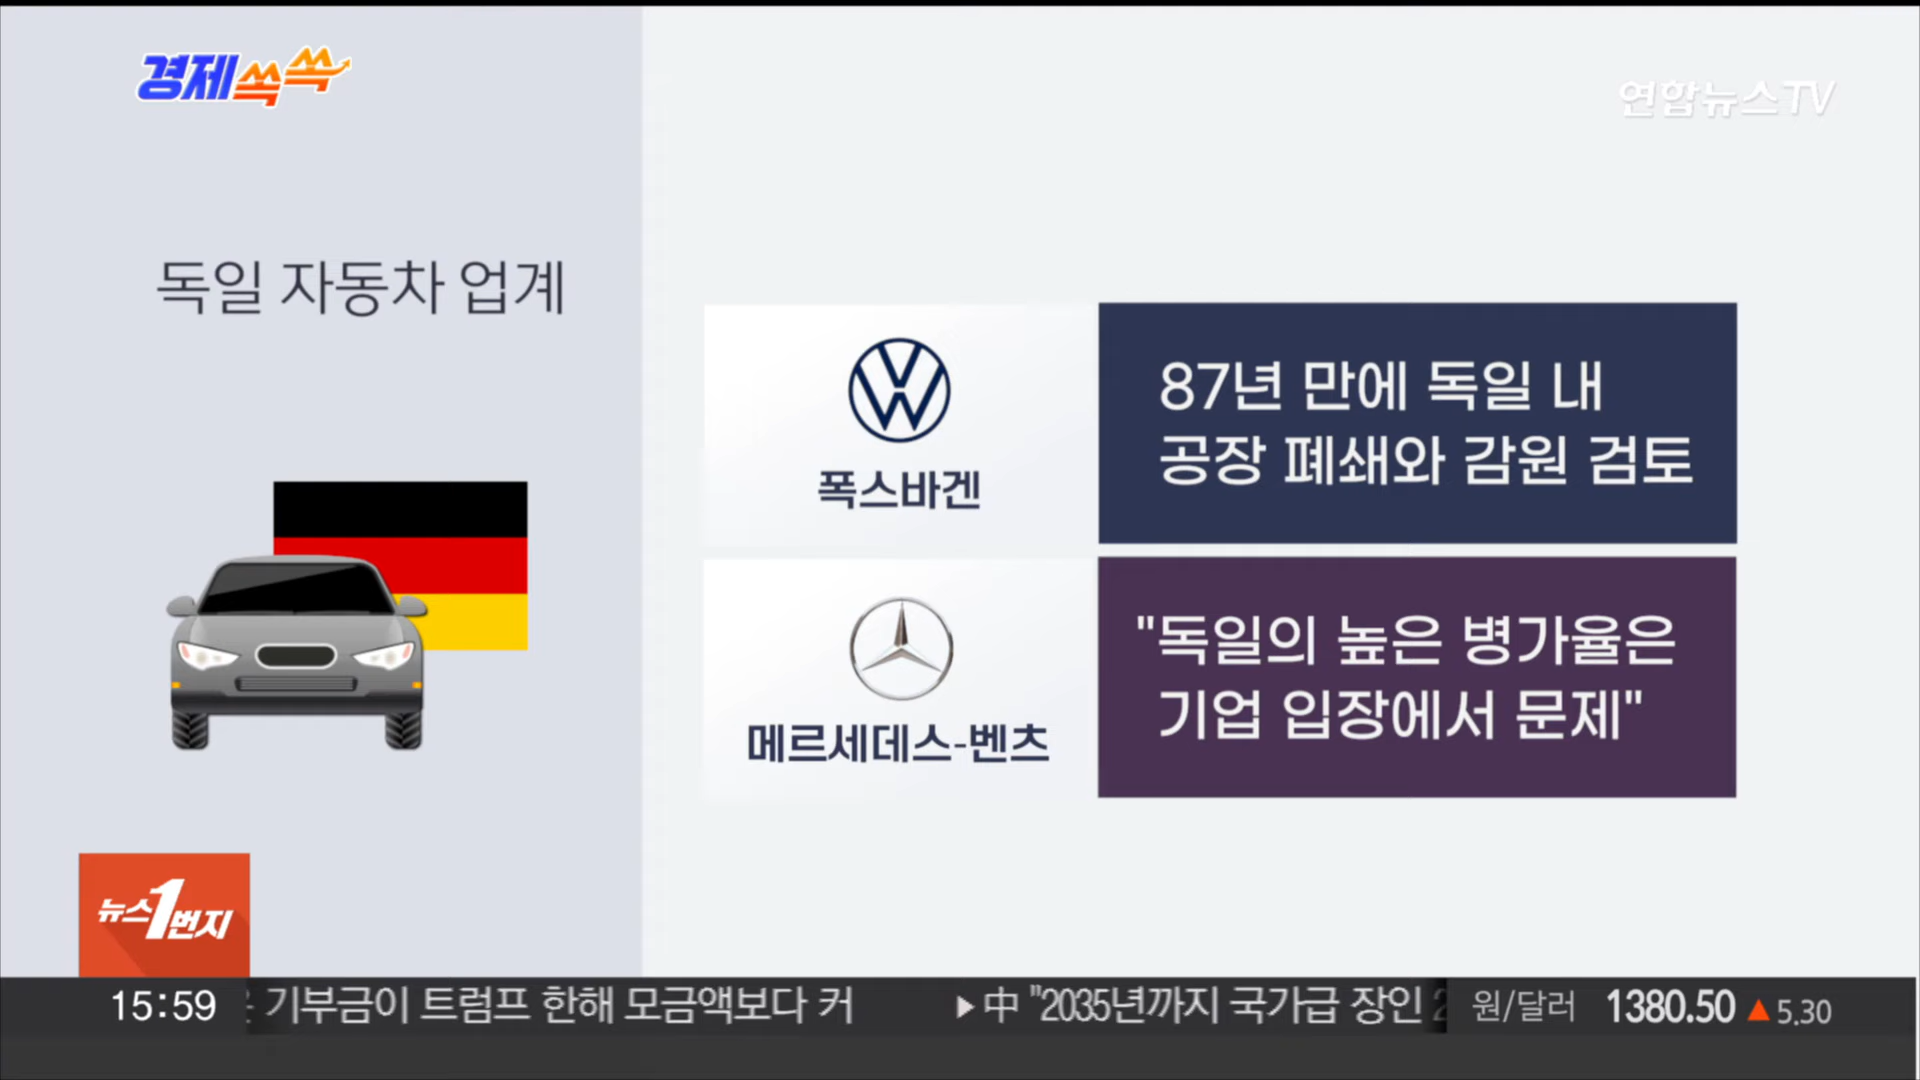 경제쏙쏙
연합뉴스TV
독일 자동차 업계
폭스바겐
87년 만에 독일 내
공장 폐쇄와 감원 검토
메르세데스-벤츠
"독일의 높은 병가율은
기업 입장에서 문제"
뉴스1번지
15:59
기부금이 트럼프 한해 모금액보다 커
▶中 "2035년까지 국가급 장인
원/달러 1380.50 ▲5.30